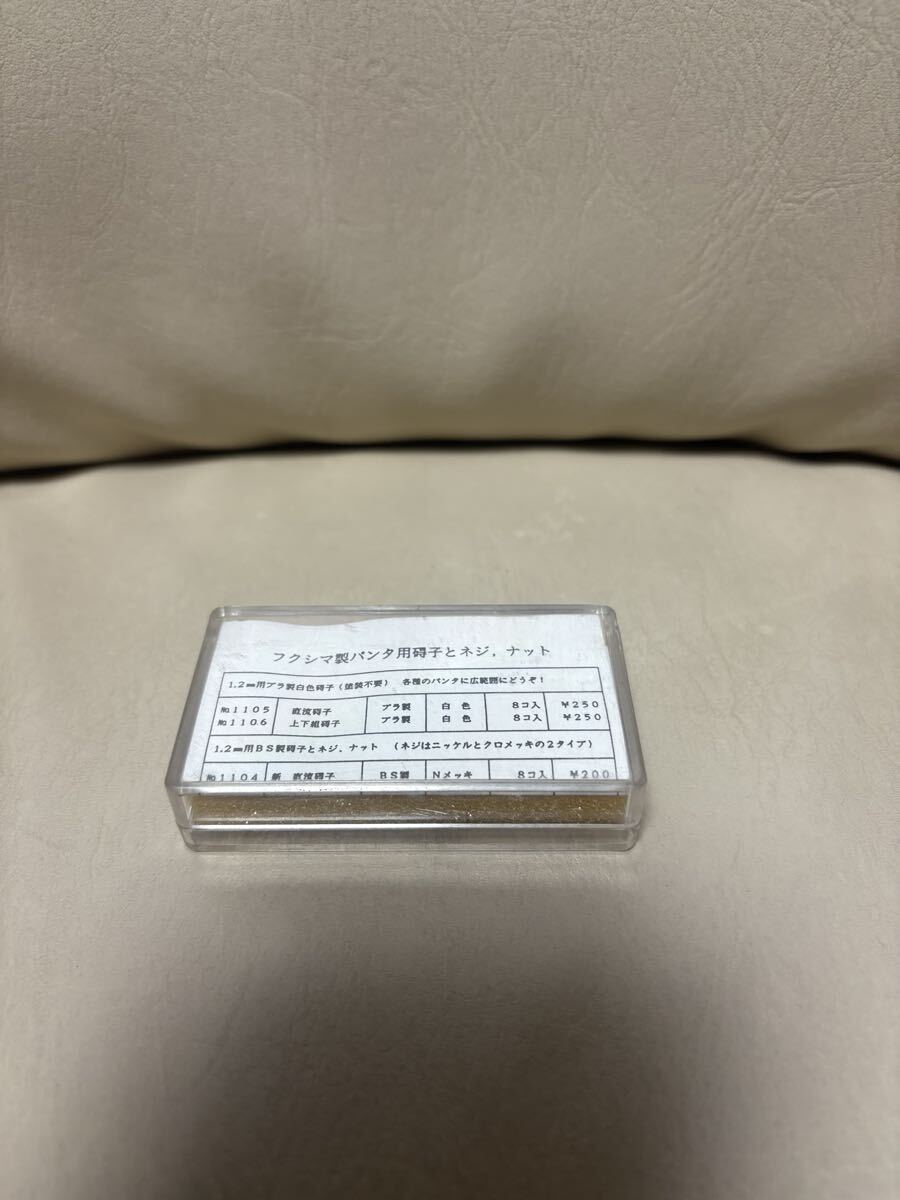 フクシマ製パンタ用碍子とネジ,ナット
1.2㎜用プラ製白色碍子(塗装不要) 各種のパンタに広範囲にどうぞ!
№1105 直流碍子 プラ製 白色 8コ入 ¥250
№1106 上下組碍子 プラ製 白色 8コ入 ¥250
1.2㎜用BS製碍子とネジ,ナット (ネジはニッケルとクロメッキの2タイプ)
№1104 新 直流碍子 BS製 Nメッキ 8コ入 ¥200